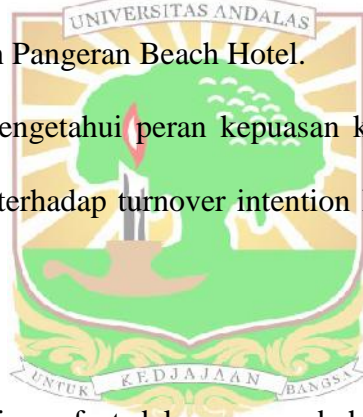 UNIVERSITAS ANDALAS
Pangeran Beach Hotel.
engetahui peran kepuasan k
terhadap turnover intention
UNTUK KEDJAJAAN BANGSA